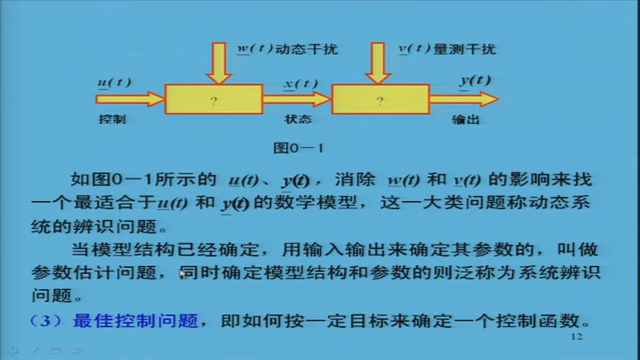 w(t)动态干扰 v(t)量测干扰
u(t) x(t) y(t)
? ?
控制 状态 输出
图0－1
如图0－1所示的 u(t)、y(t)，消除 w(t) 和 v(t) 的影响来找
一个最适合于u(t) 和 y(t)的数学模型，这一大类问题称动态系
统的辨识问题。
当模型结构已经确定，用输入输出来确定其参数的，叫做
参数估计问题，同时确定模型结构和参数的则泛称为系统辨识
问题。
（3）最佳控制问题，即如何按一定目标来确定一个控制函数。
12